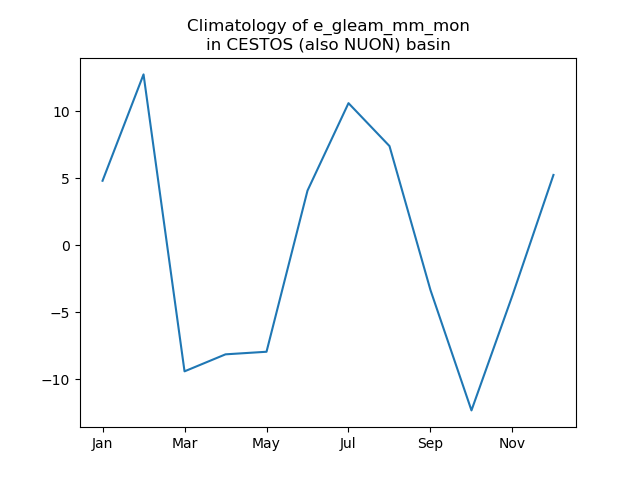 Climatology of e_gleam_mm_mon
in CESTOS (also NUON) basin
10
5
0
−5
−10
Jan
Mar
May
Jul
Sep
Nov